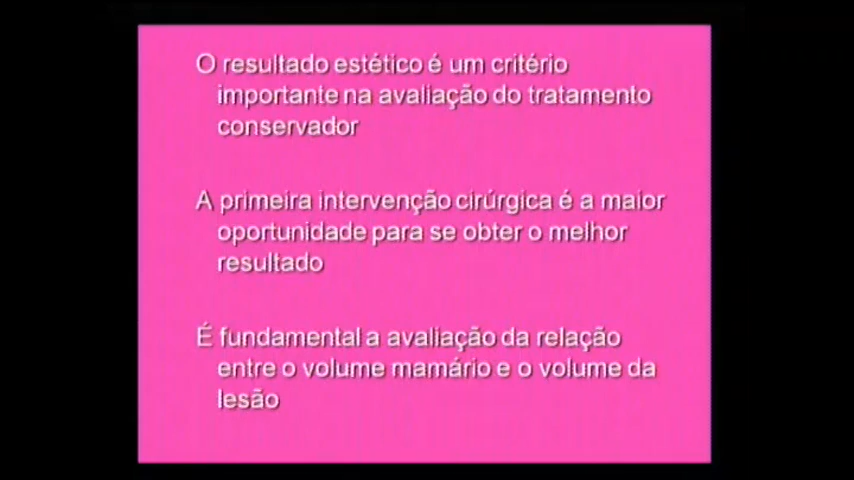 O resultado estético é um critério
importante na avaliação do tratamento
conservador
A primeira intervenção cirúrgica é a maior
oportunidade para se obter o melhor
resultado
É fundamental a avaliação da relação
entre o volume mamário e o volume da
lesão